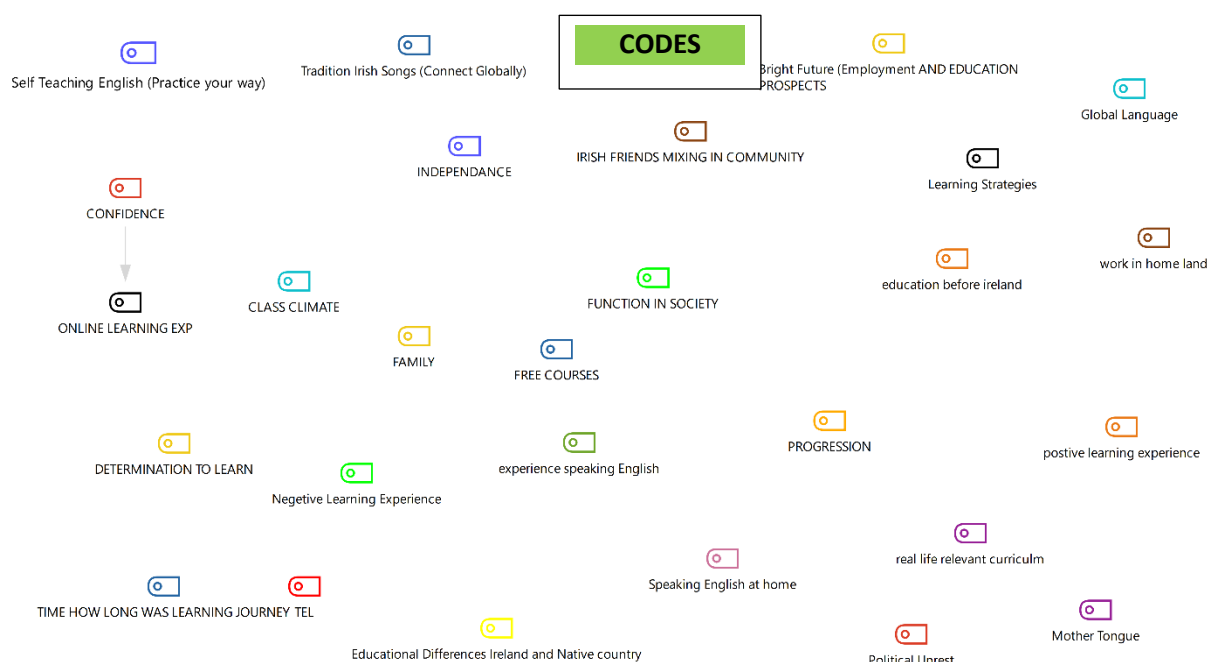 CODES
Self Teaching English (Practice your way)
Tradition Irish Songs (Connect Globally)
Bright Future (Employment AND EDUCATION
PROSPECTS
Global Language
INDEPENDANCE
IRISH FRIENDS MIXING IN COMMUNITY
Learning Strategies
CONFIDENCE
work in home land
education before ireland
ONLINE LEARNING EXP
CLASS CLIMATE
FUNCTION IN SOCIETY
FAMILY
FREE COURSES
DETERMINATION TO LEARN
experience speaking English
PROGRESSION
postive learning experience
Negetive Learning Experience
real life relevant curriculm
TIME HOW LONG WAS LEARNING JOURNEY
TEL
Speaking English at home
Mother Tongue
Educational Differences Ireland and Native country
Political Unrest